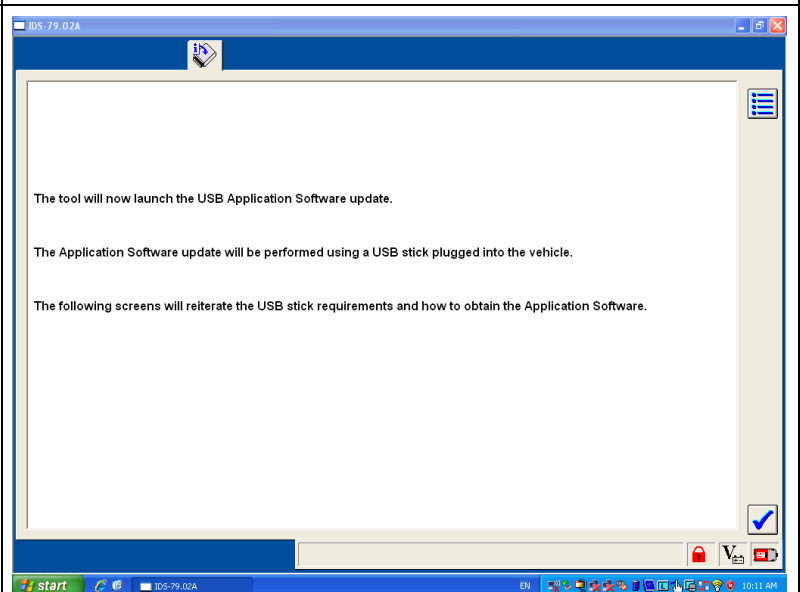 IDS-79.02A
The tool will now launch the USB Application Software update.
The Application Software update will be performed using a USB stick plugged into the vehicle.
The following screens will reiterate the USB stick requirements and how to obtain the Application Software.
V
start
IDS-79.02A
EN
10:11 AM